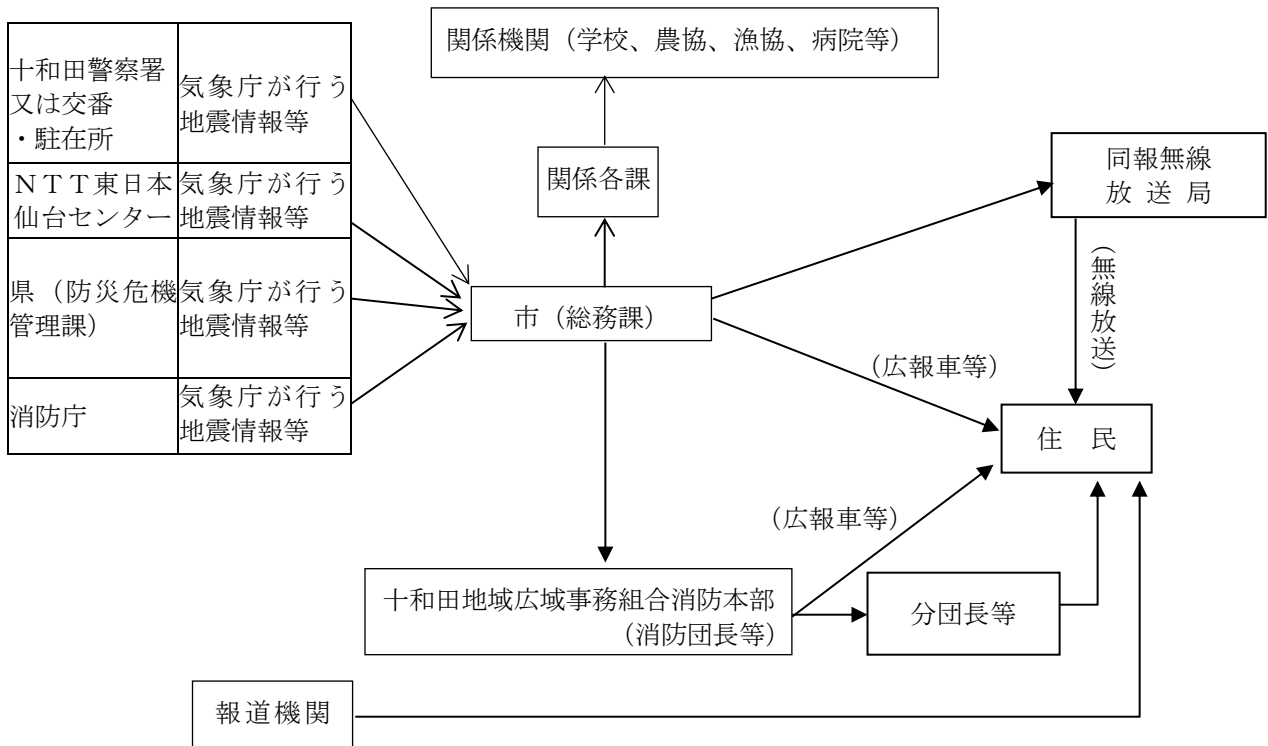 十和田警察署
又は交番
・駐在所
気象庁が行う
地震情報等
ＮＴＴ東日本
仙台センター
気象庁が行う
地震情報等
県（防災危機
管理課）
気象庁が行う
地震情報等
消防庁
気象庁が行う
地震情報等
関係機関（学校、農協、漁協、病院等）
関係各課
市（総務課）
同報無線
放 送 局
（無線放送）
（広報車等）
住　民
（広報車等）
十和田地域広域事務組合消防本部
（消防団長等）
分団長等
報道機関